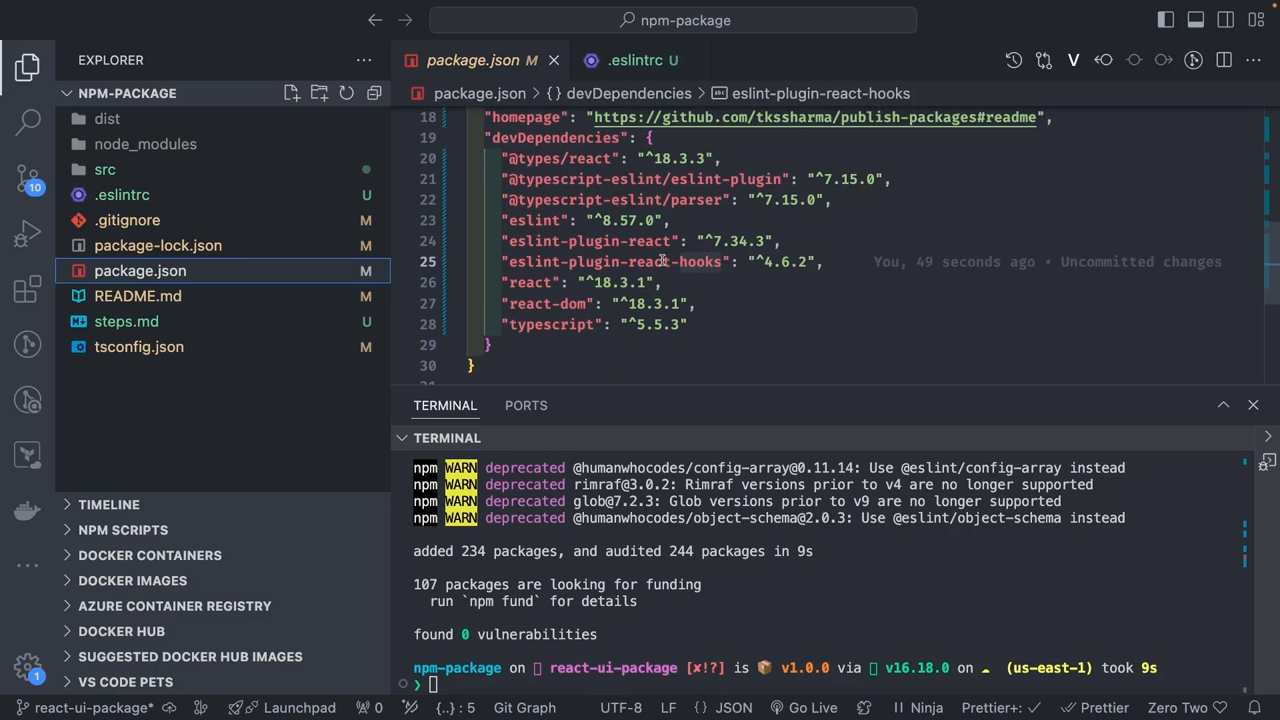 npm-package
EXPLORER
package.json M
.eslintrc U
V
NPM-PACKAGE
package.json > {} devDependencies > abc eslint-plugin-react-hooks
dist
node_modules
src
.eslintrc U
.gitignore M
package-lock.json M
package.json M
README.md M
steps.md U
tsconfig.json M
10
18 "homepage": "https://github.com/tkssharma/publish-packages#readme",
19 "devDependencies": {
20 "@types/react": "^18.3.3",
21 "@typescript-eslint/eslint-plugin": "^7.15.0",
22 "@typescript-eslint/parser": "^7.15.0",
23 "eslint": "^8.57.0",
24 "eslint-plugin-react": "^7.34.3",
25 "eslint-plugin-react-hooks": "^4.6.2", You, 49 seconds ago • Uncommitted changes
26 "react": "^18.3.1",
27 "react-dom": "^18.3.1",
28 "typescript": "^5.5.3"
29 }
30 }
TERMINAL PORTS
TERMINAL
npm WARN deprecated @humanwhocodes/config-array@0.11.14: Use @eslint/config-array instead
npm WARN deprecated rimraf@3.0.2: Rimraf versions prior to v4 are no longer supported
npm WARN deprecated glob@7.2.3: Glob versions prior to v9 are no longer supported
npm WARN deprecated @humanwhocodes/object-schema@2.0.3: Use @eslint/object-schema instead
added 234 packages, and audited 244 packages in 9s
107 packages are looking for funding
run `npm fund` for details
found 0 vulnerabilities
npm-package on react-ui-package [✘!?] is 📦 v1.0.0 via v16.18.0 on ☁ (us-east-1) took 9s
❯
TIMELINE
NPM SCRIPTS
DOCKER CONTAINERS
DOCKER IMAGES
AZURE CONTAINER REGISTRY
DOCKER HUB
SUGGESTED DOCKER HUB IMAGES
VS CODE PETS
1
react-ui-package* Launchpad 0 {..} : 5 Git Graph UTF-8 LF {} JSON Go Live Ninja Prettier+: ✓ Prettier Zero Two